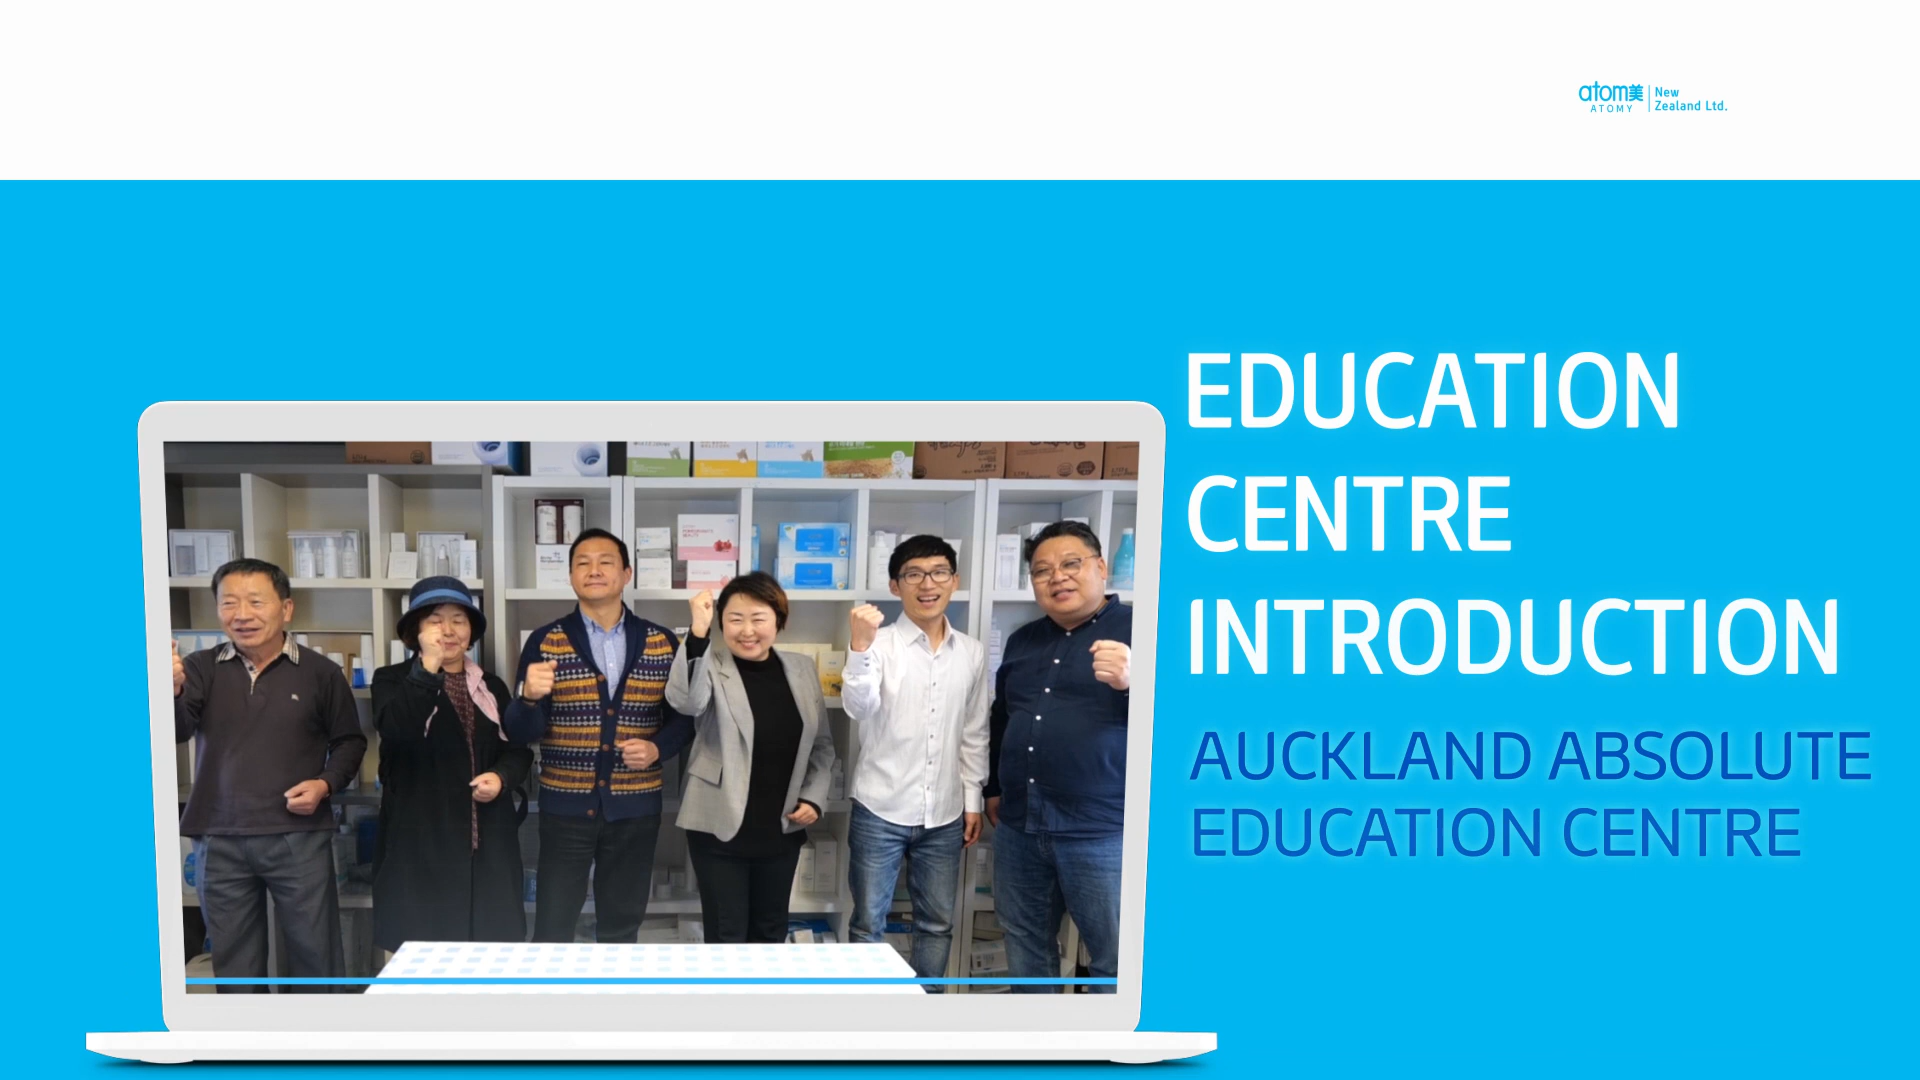 atom美
ATOMY
New
Zealand Ltd.
EDUCATION
CENTRE
INTRODUCTION
AUCKLAND ABSOLUTE
EDUCATION CENTRE